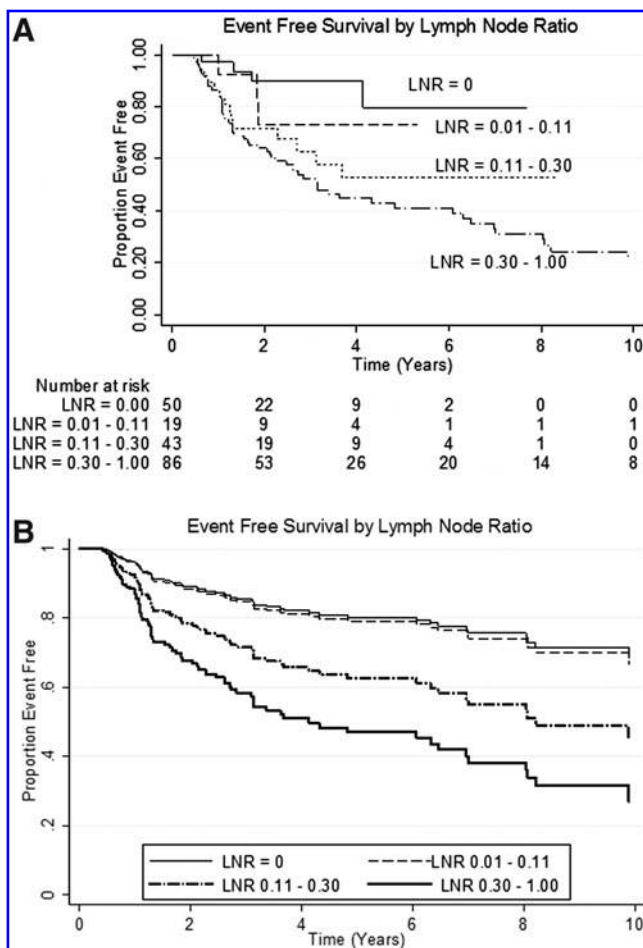 A
Event Free Survival by Lymph Node Ratio
Proportion Event Free
1.00
0.80
0.60
0.40
0.20
0.00
LNR = 0
LNR = 0.01 - 0.11
LNR = 0.11 - 0.30
LNR = 0.30 - 1.00
0 2 4 6 8 10
Time (Years)
Number at risk
LNR = 0.00 50 22 9 2 0 0
LNR = 0.01 - 0.11 19 9 4 1 1 1
LNR = 0.11 - 0.30 43 19 9 4 1 0
LNR = 0.30 - 1.00 86 53 26 20 14 8
B
Event Free Survival by Lymph Node Ratio
Proportion Event Free
1
.8
.6
.4
.2
0
LNR = 0 LNR 0.01 - 0.11
LNR 0.11 - 0.30 LNR 0.30 - 1.00
0 2 4 6 8 10
Time (Years)